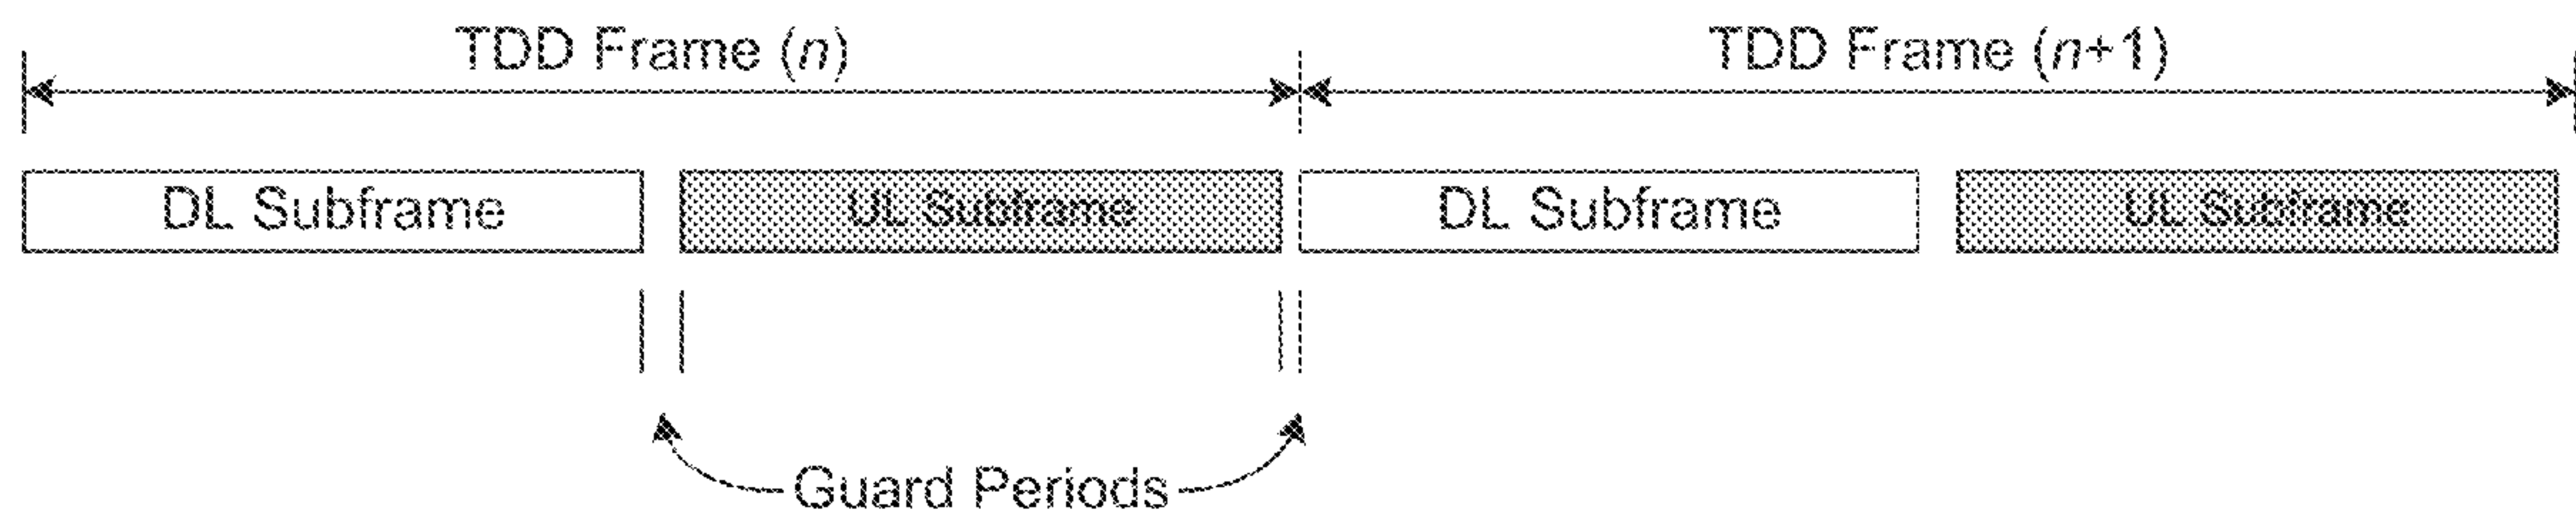 TDD Frame (n) TDD Frame (n+1)
DL Subframe UL Subframe DL Subframe UL Subframe
Guard Periods